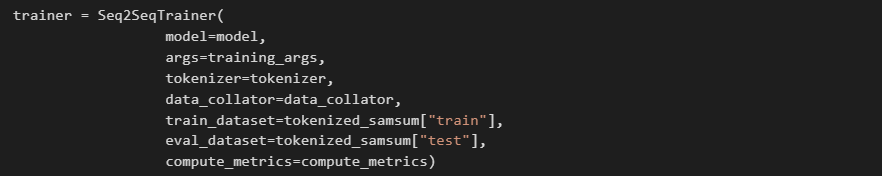 trainer = Seq2SeqTrainer(
model=model,
args=training_args,
tokenizer=tokenizer,
data_collator=data_collator,
train_dataset=tokenized_samsum["train"],
eval_dataset=tokenized_samsum["test"],
compute_metrics=compute_metrics)